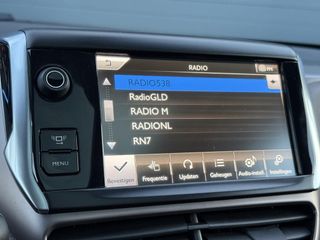 RADIO
RADIO538
RadioGLD
RADIO M
RADIONL
RN7
Bevestigen
Frequentie
Updaten
Geheugen
Audio-instell.
Instellingen
MENU